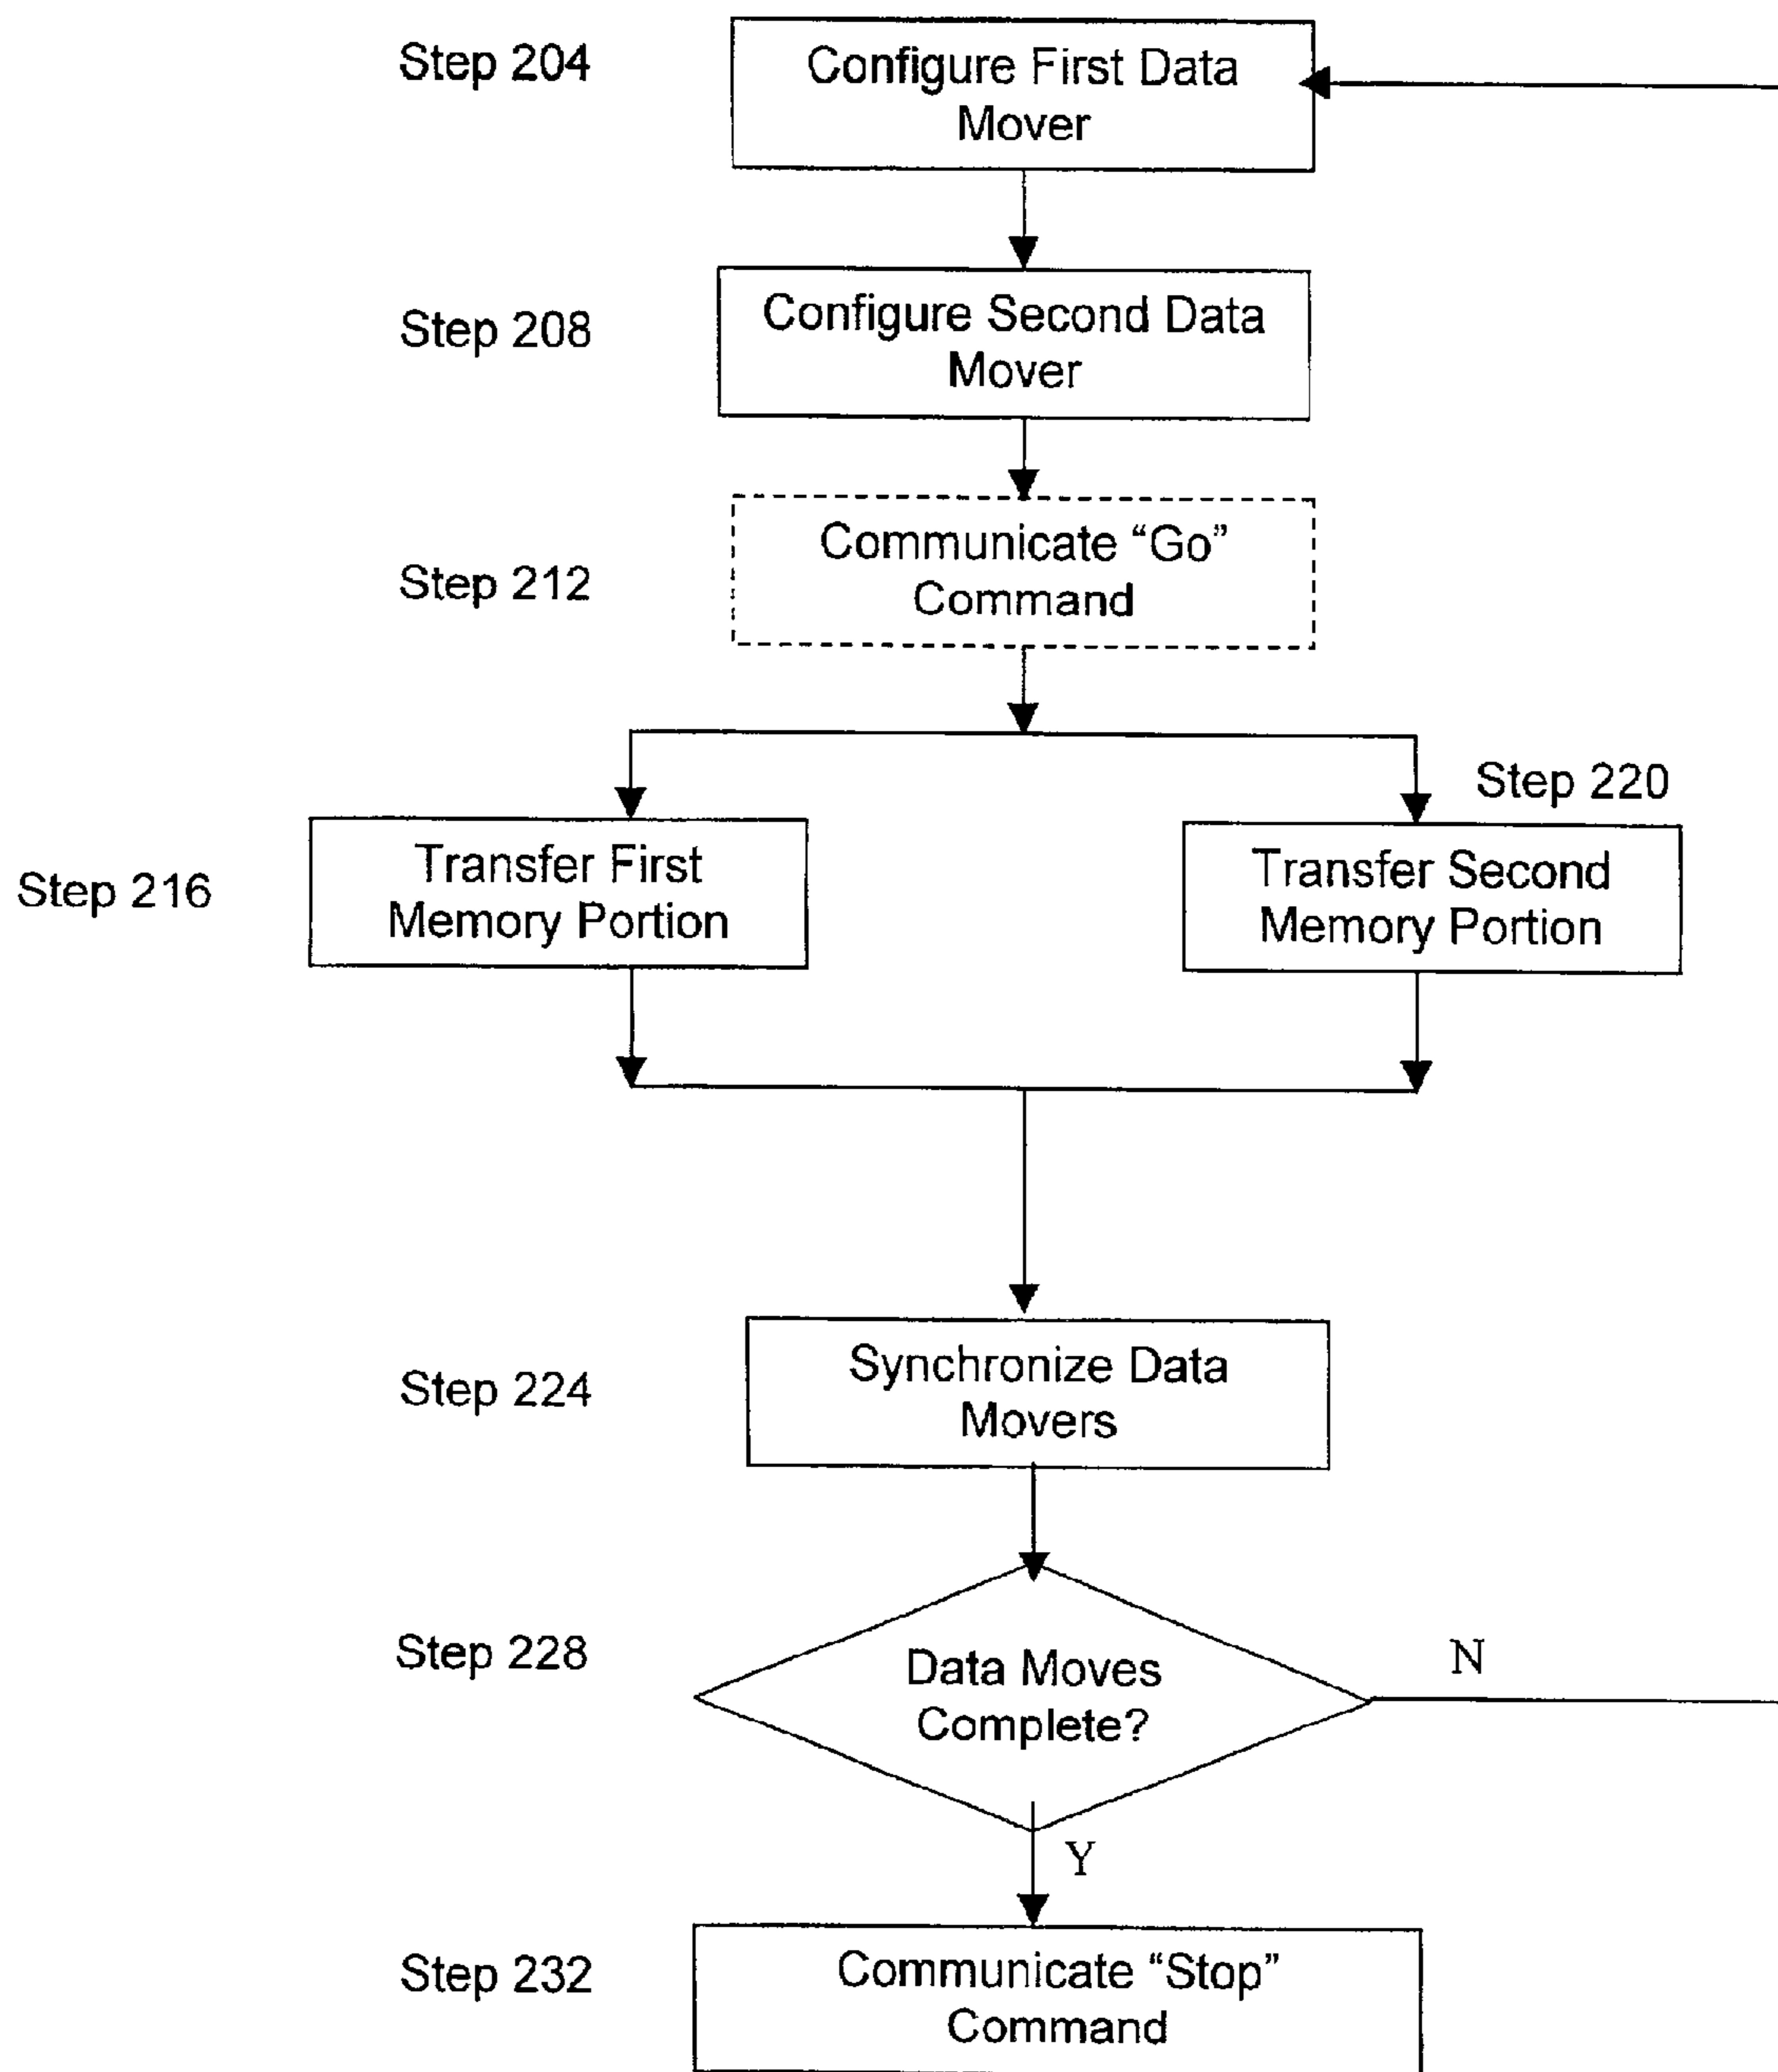 Step 204
Configure First Data
Mover
Step 208
Configure Second Data
Mover
Step 212
Communicate “Go”
Command
Step 216
Transfer First
Memory Portion
Step 220
Transfer Second
Memory Portion
Step 224
Synchronize Data
Movers
Step 228
Data Moves
Complete?
N
Y
Step 232
Communicate “Stop”
Command